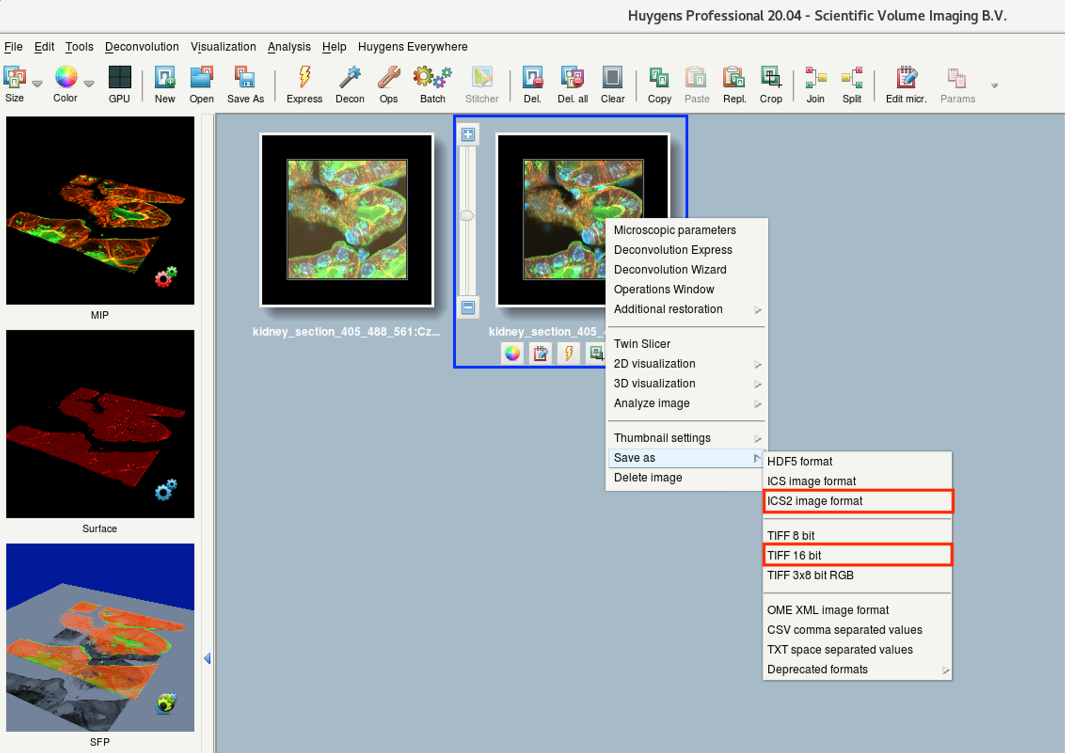 Huygens Professional 20.04 - Scientific Volume Imaging B.V.
File Edit Tools Deconvolution Visualization Analysis Help Huygens Everywhere
Size Color GPU New Open Save As Express Decon Ops Batch Stitcher Del. Del. all Clear Copy Paste Repl. Crop Join Split Edit micr. Params
MIP
Surface
SFP
kidney_section_405_488_561:Cz...
kidney_section_405_
Microscopic parameters
Deconvolution Express
Deconvolution Wizard
Operations Window
Additional restoration
Twin Slicer
2D visualization
3D visualization
Analyze image
Thumbnail settings
Save as
Delete image
HDF5 format
ICS image format
ICS2 image format
TIFF 8 bit
TIFF 16 bit
TIFF 3x8 bit RGB
OME XML image format
CSV comma separated values
TXT space separated values
Deprecated formats